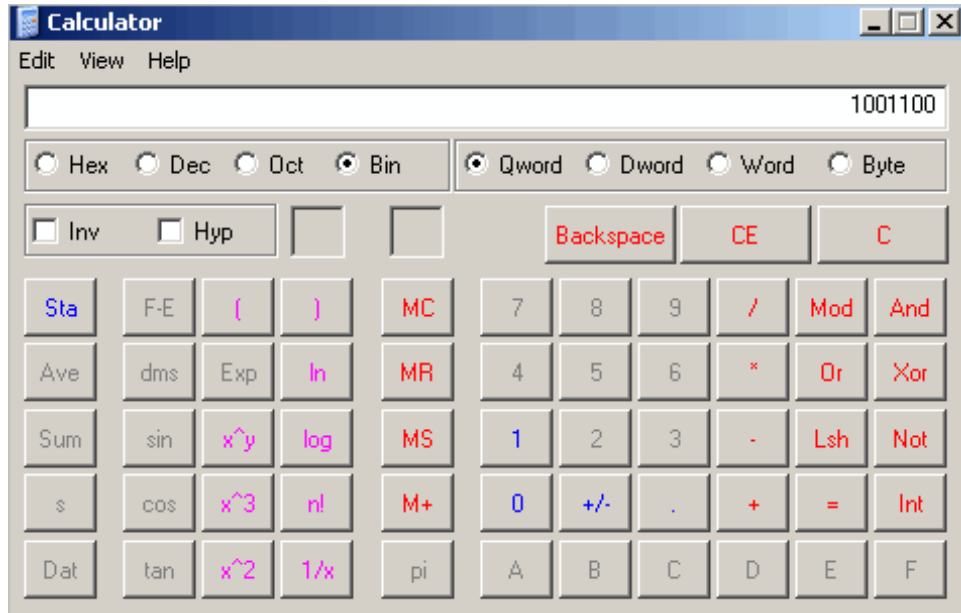 Calculator
Edit View Help
1001100
Hex Dec Oct Bin Qword Dword Word Byte
Inv Hyp Backspace CE C
Sta F-E ( ) MC 7 8 9 / Mod And
Ave dms Exp ln MR 4 5 6 * Or Xor
Sum sin x^y log MS 1 2 3 - Lsh Not
s cos x^3 n! M+ 0 +/- . + = Int
Dat tan x^2 1/x pi A B C D E F